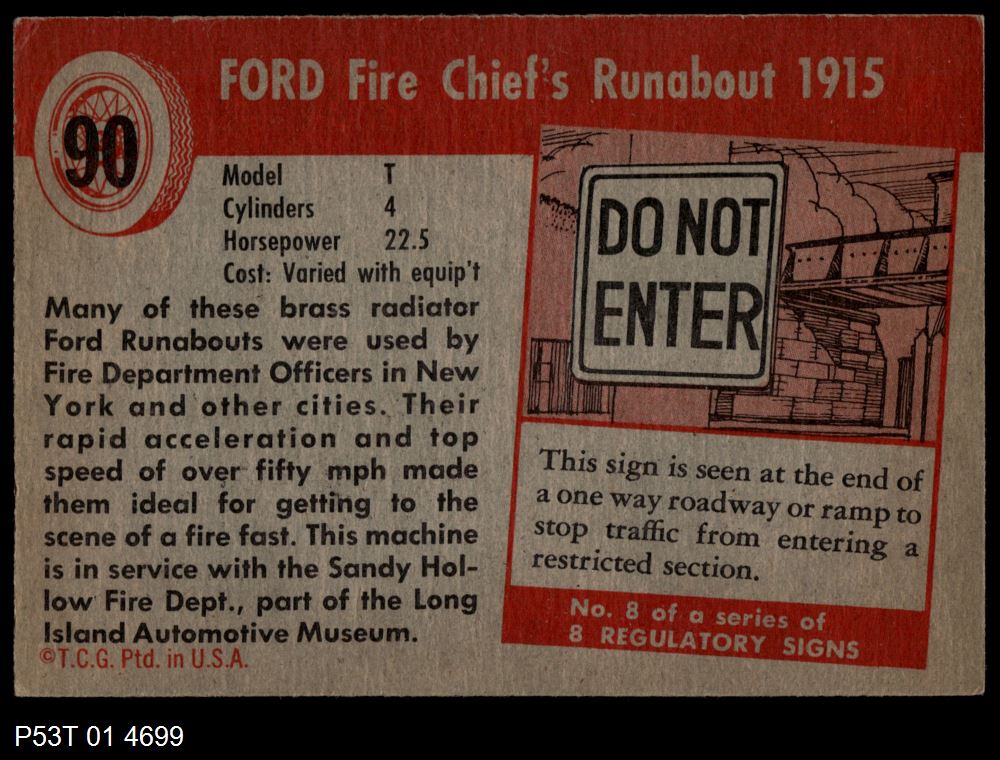 FORD Fire Chief's Runabout 1915
90
Model T
Cylinders 4
Horsepower 22.5
Cost: Varied with equip't
Many of these brass radiator
Ford Runabouts were used by
Fire Department Officers in New
York and other cities. Their
rapid acceleration and top
speed of over fifty mph made
them ideal for getting to the
scene of a fire fast. This machine
is in service with the Sandy Hol-
low Fire Dept., part of the Long
Island Automotive Museum.
©T.C.G. Ptd. in U.S.A.
DO NOT
ENTER
This sign is seen at the end of
a one way roadway or ramp to
stop traffic from entering a
restricted section.
No. 8 of a series of
8 REGULATORY SIGNS
P53T 01 4699